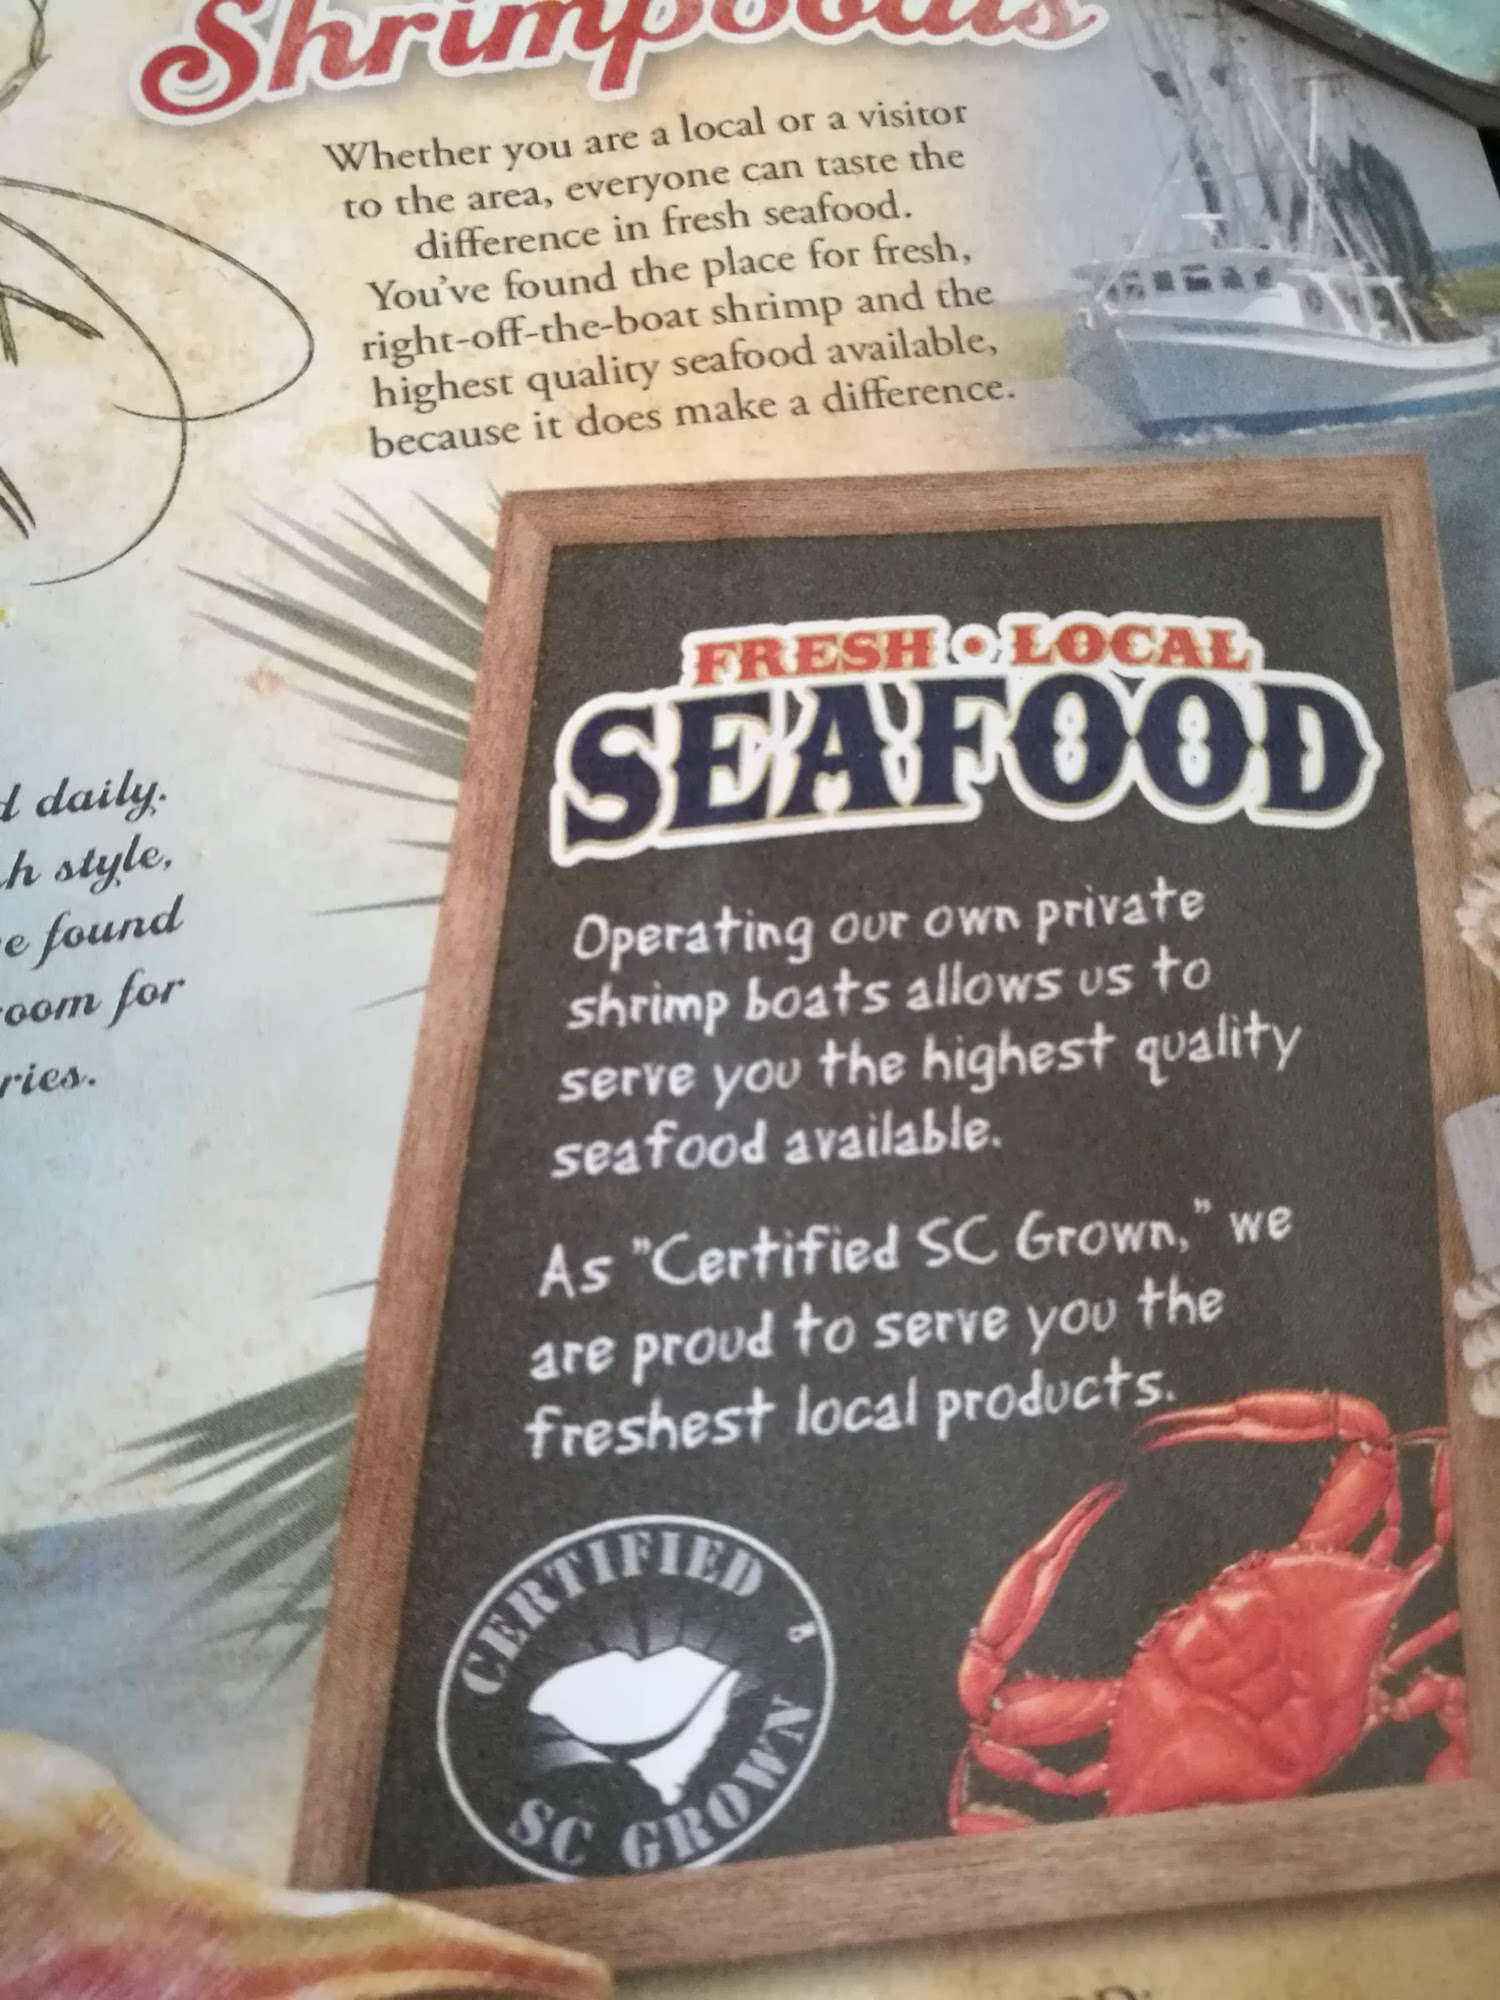 Shrimpboats
Whether you are a local or a visitor
to the area, everyone can taste the
difference in fresh seafood.
You've found the place for fresh,
right-off-the-boat shrimp and the
highest quality seafood available,
because it does make a difference.
daily.
style,
found
for
FRESH • LOCAL
SEAFOOD
Operating our own private
shrimp boats allows us to
serve you the highest quality
seafood available.
As "Certified SC Grown," we
are proud to serve you the
freshest local products.
CERTIFIED
SC GROWN